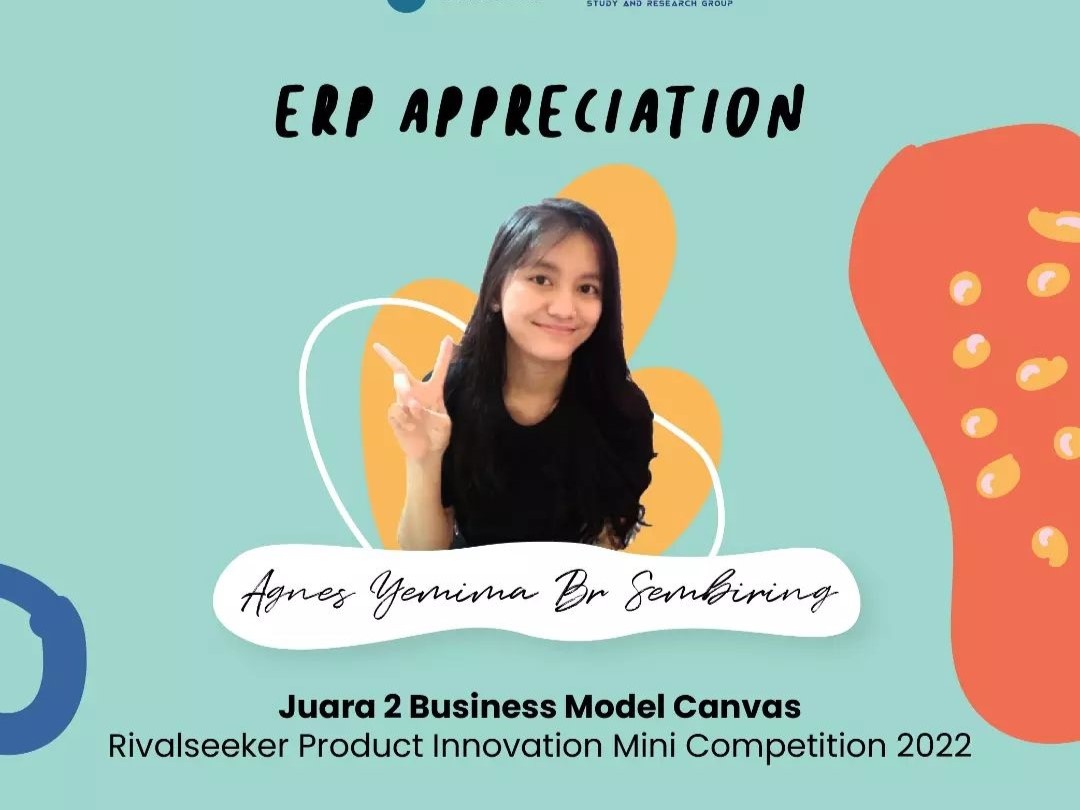 STUDY AND RESEARCH GROUP
ERP APPRECIATION
Agnes Yemima Br Sembiring
Juara 2 Business Model Canvas
Rivalseeker Product Innovation Mini Competition 2022